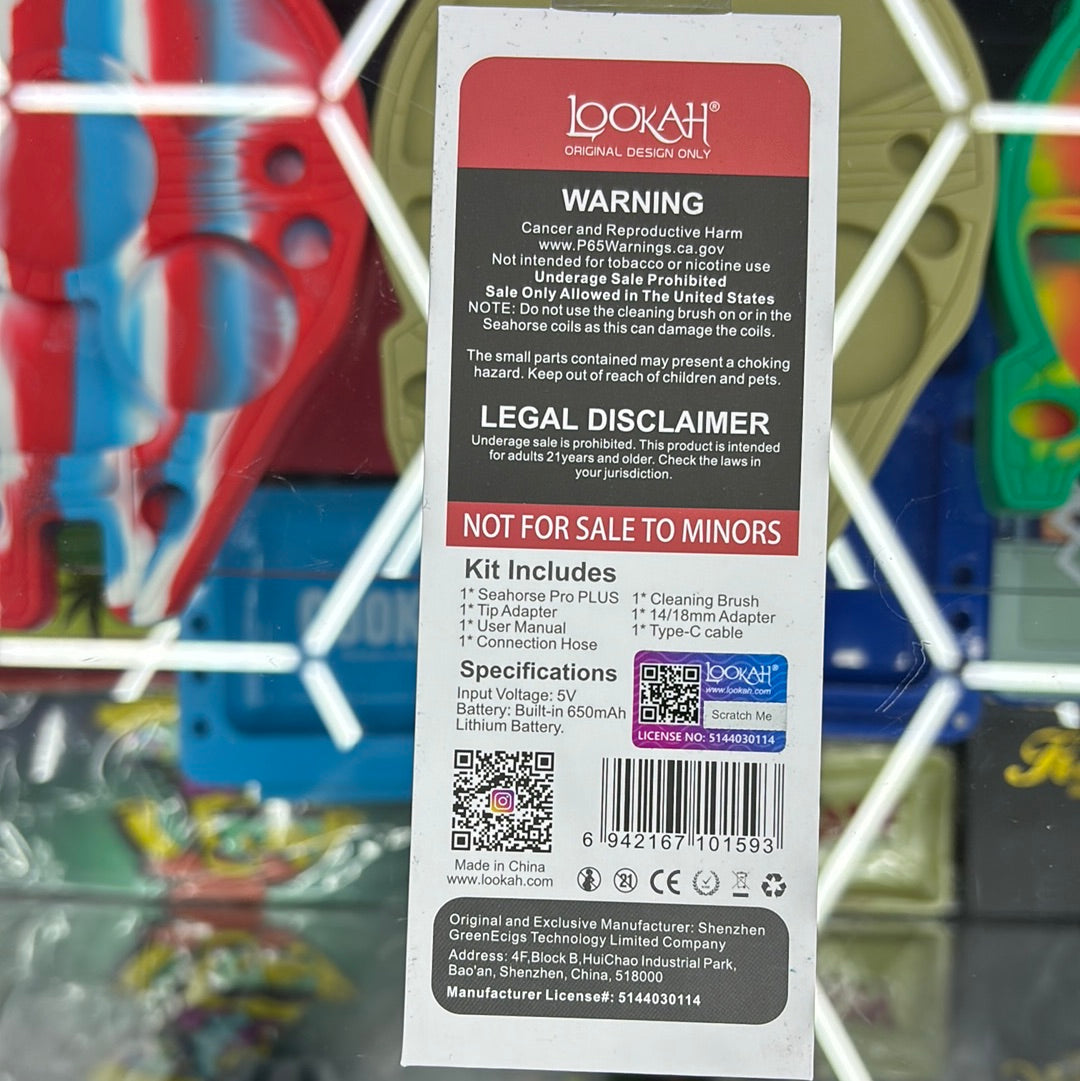 LOOKAH®
ORIGINAL DESIGN ONLY
WARNING
Cancer and Reproductive Harm
www.P65Warnings.ca.gov
Not intended for tobacco or nicotine use
Underage Sale Prohibited
Sale Only Allowed in The United States
NOTE: Do not use the cleaning brush on or in the
Seahorse coils as this can damage the coils.
The small parts contained may present a choking
hazard. Keep out of reach of children and pets.
LEGAL DISCLAIMER
Underage sale is prohibited. This product is intended
for adults 21years and older. Check the laws in
your jurisdiction.
NOT FOR SALE TO MINORS
Kit Includes
1* Seahorse Pro PLUS
1* Tip Adapter
1* User Manual
1* Connection Hose
1* Cleaning Brush
1* 14/18mm Adapter
1* Type-C cable
Specifications
Input Voltage: 5V
Battery: Built-in 650mAh
Lithium Battery.
LOOKAH®
www.lookah.com
Scratch Me
LICENSE NO: 5144030114
6 942167 101593
Made in China
www.lookah.com
21
CE
Original and Exclusive Manufacturer: Shenzhen
GreenEcigs Technology Limited Company
Address: 4F,Block B,HuiChao Industrial Park,
Bao'an, Shenzhen, China, 518000
Manufacturer License#: 5144030114